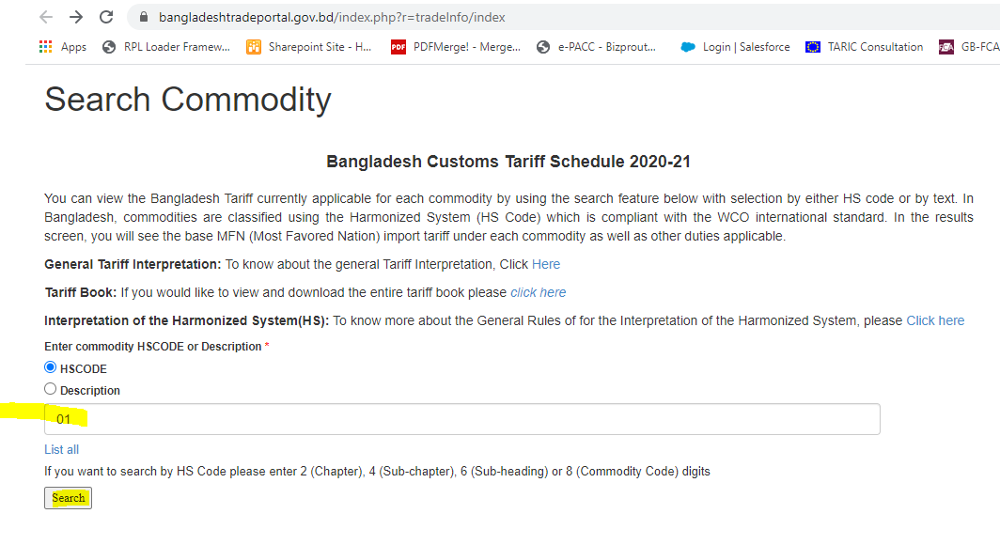 bangladeshtradeportal.gov.bd/index.php?r=tradeInfo/index
Apps RPL Loader Framew... Sharepoint Site - H... PDF PDFMerge! - Merge... e-PACC - Bizprout... Login | Salesforce TARIC Consultation FCA GB-FCA
Search Commodity
Bangladesh Customs Tariff Schedule 2020-21
You can view the Bangladesh Tariff currently applicable for each commodity by using the search feature below with selection by either HS code or by text. In
Bangladesh, commodities are classified using the Harmonized System (HS Code) which is compliant with the WCO international standard. In the results
screen, you will see the base MFN (Most Favored Nation) import tariff under each commodity as well as other duties applicable.
General Tariff Interpretation: To know about the general Tariff Interpretation, Click Here
Tariff Book: If you would like to view and download the entire tariff book please click here
Interpretation of the Harmonized System(HS): To know more about the General Rules of for the Interpretation of the Harmonized System, please Click here
Enter commodity HSCODE or Description *
HSCODE
Description
01
List all
If you want to search by HS Code please enter 2 (Chapter), 4 (Sub-chapter), 6 (Sub-heading) or 8 (Commodity Code) digits
Search